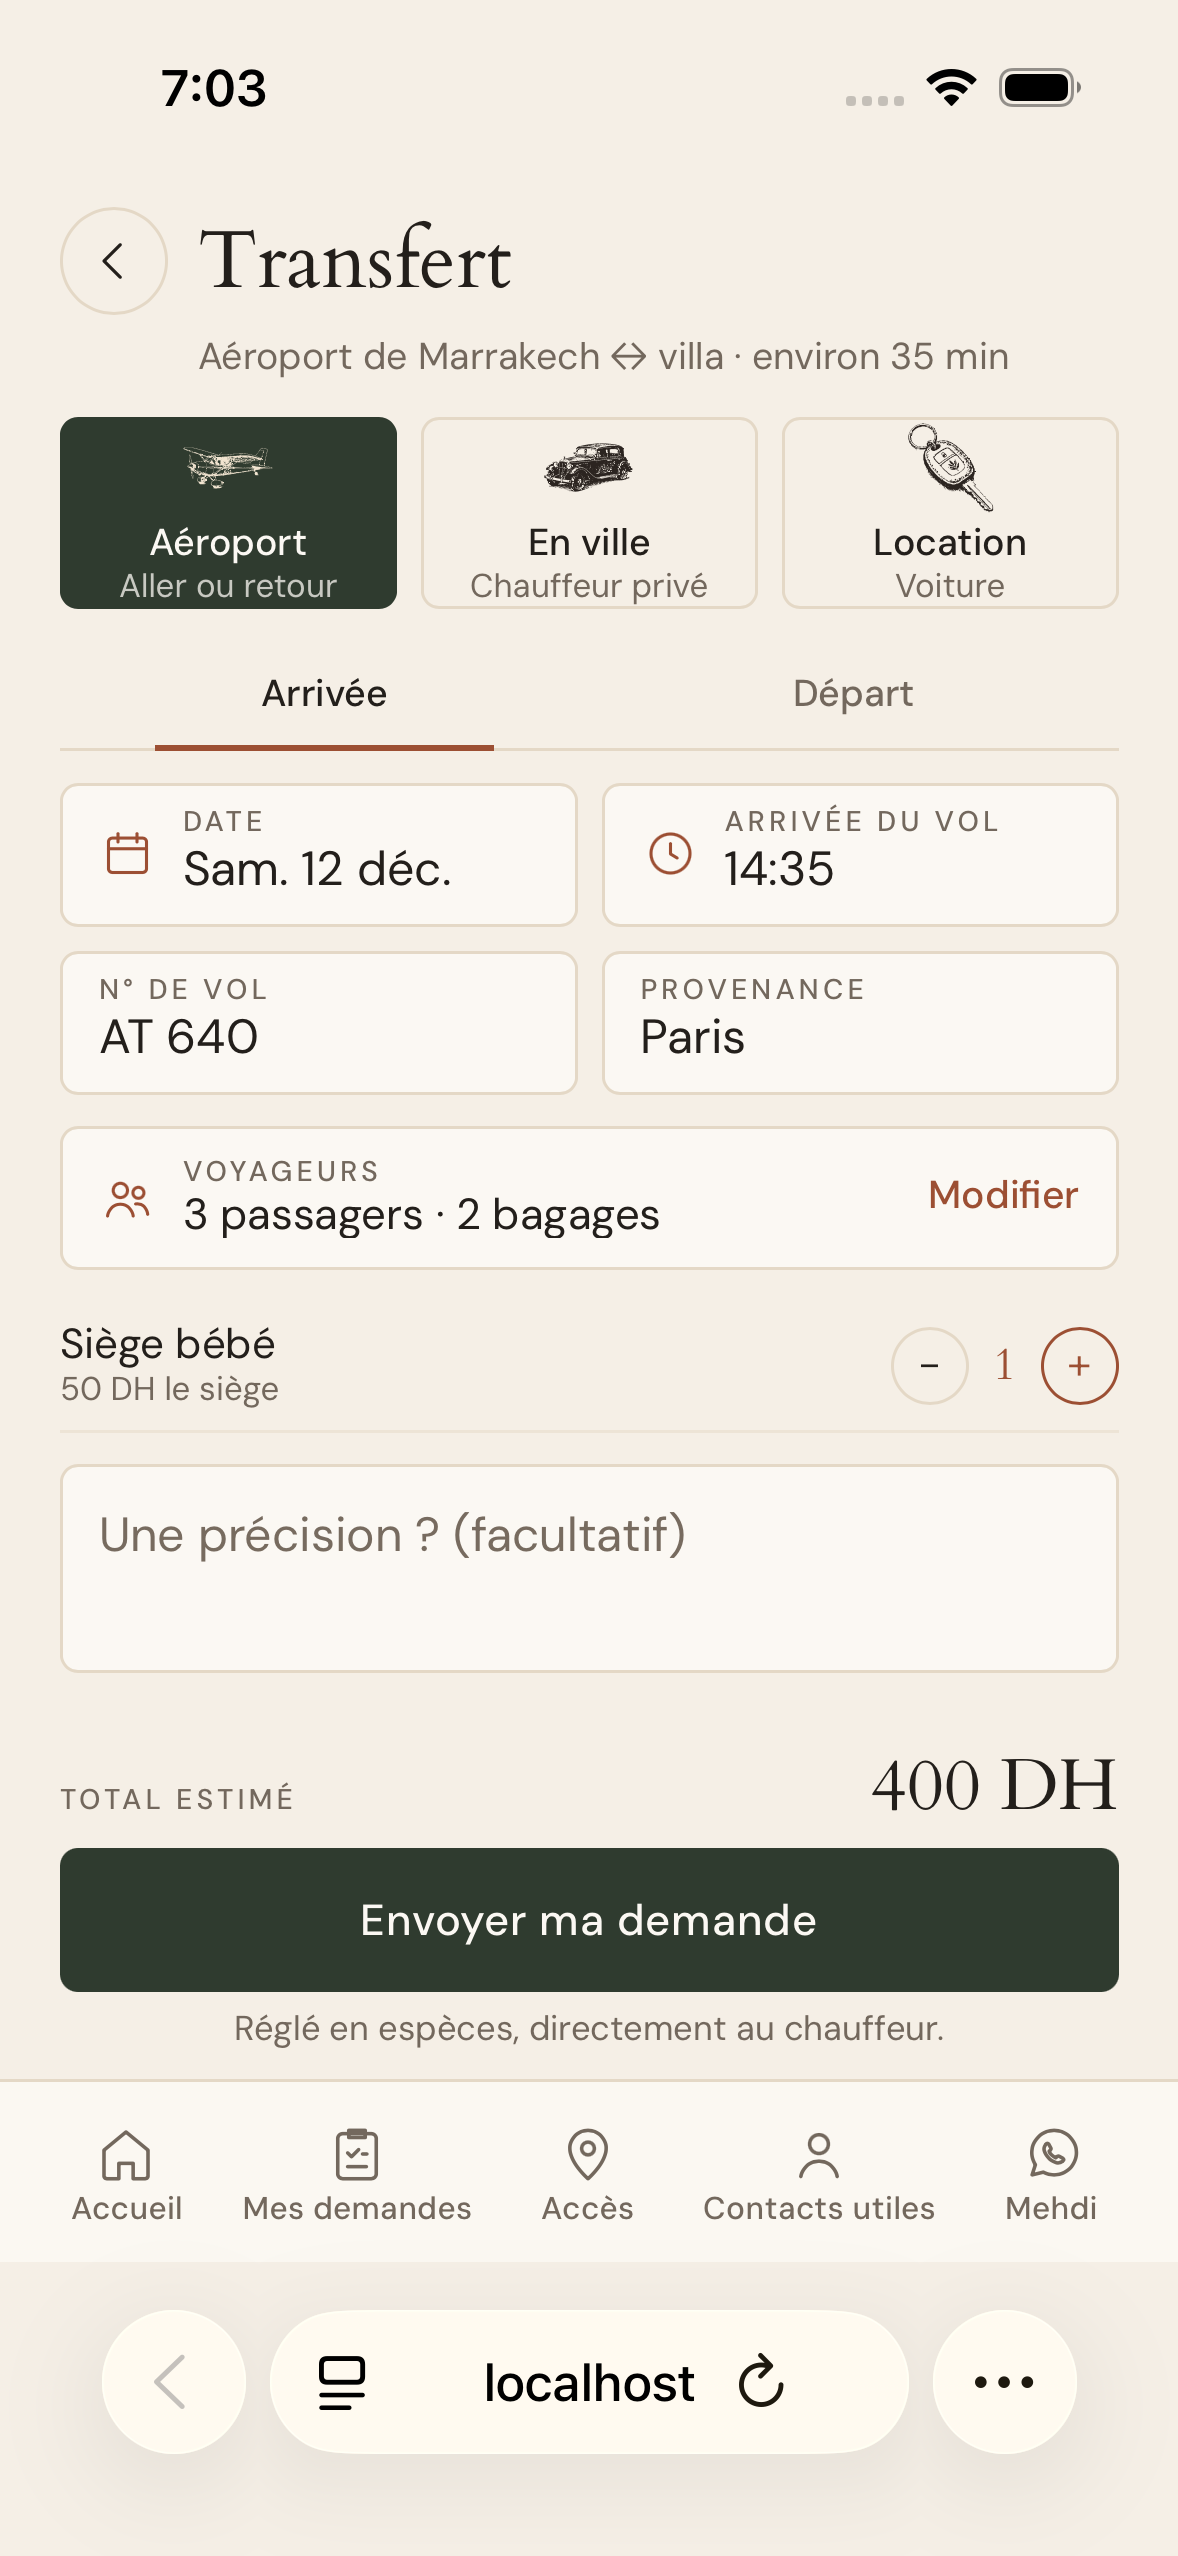 7:03
Transfert
Aéroport de Marrakech ↔ villa · environ 35 min
Aéroport
Aller ou retour
En ville
Chauffeur privé
Location
Voiture
Arrivée
Départ
DATE
Sam. 12 déc.
ARRIVÉE DU VOL
14:35
N° DE VOL
AT 640
PROVENANCE
Paris
VOYAGEURS
3 passagers · 2 bagages
Modifier
Siège bébé
50 DH le siège
− 1 +
Une précision ? (facultatif)
TOTAL ESTIMÉ
400 DH
Envoyer ma demande
Réglé en espèces, directement au chauffeur.
Accueil
Mes demandes
Accès
Contacts utiles
Mehdi
localhost